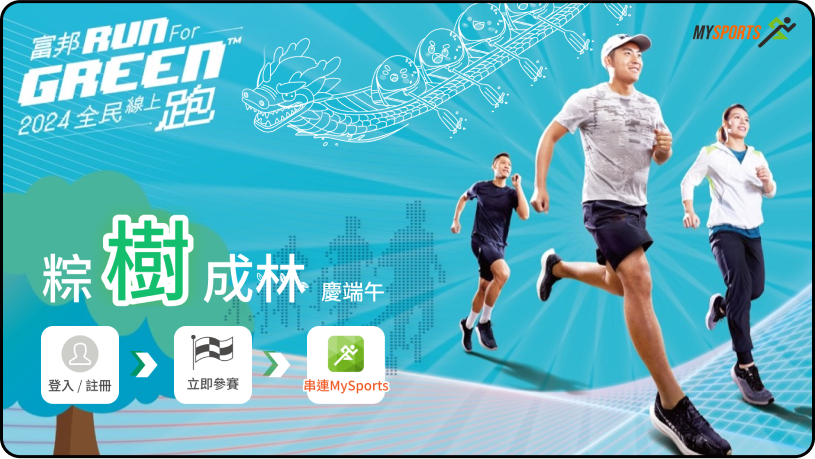 富邦 RUN For
GREEN™
2024 全民線上跑
MYSPORTS
粽樹成林 慶端午
登入 / 註冊
立即參賽
串連MySports